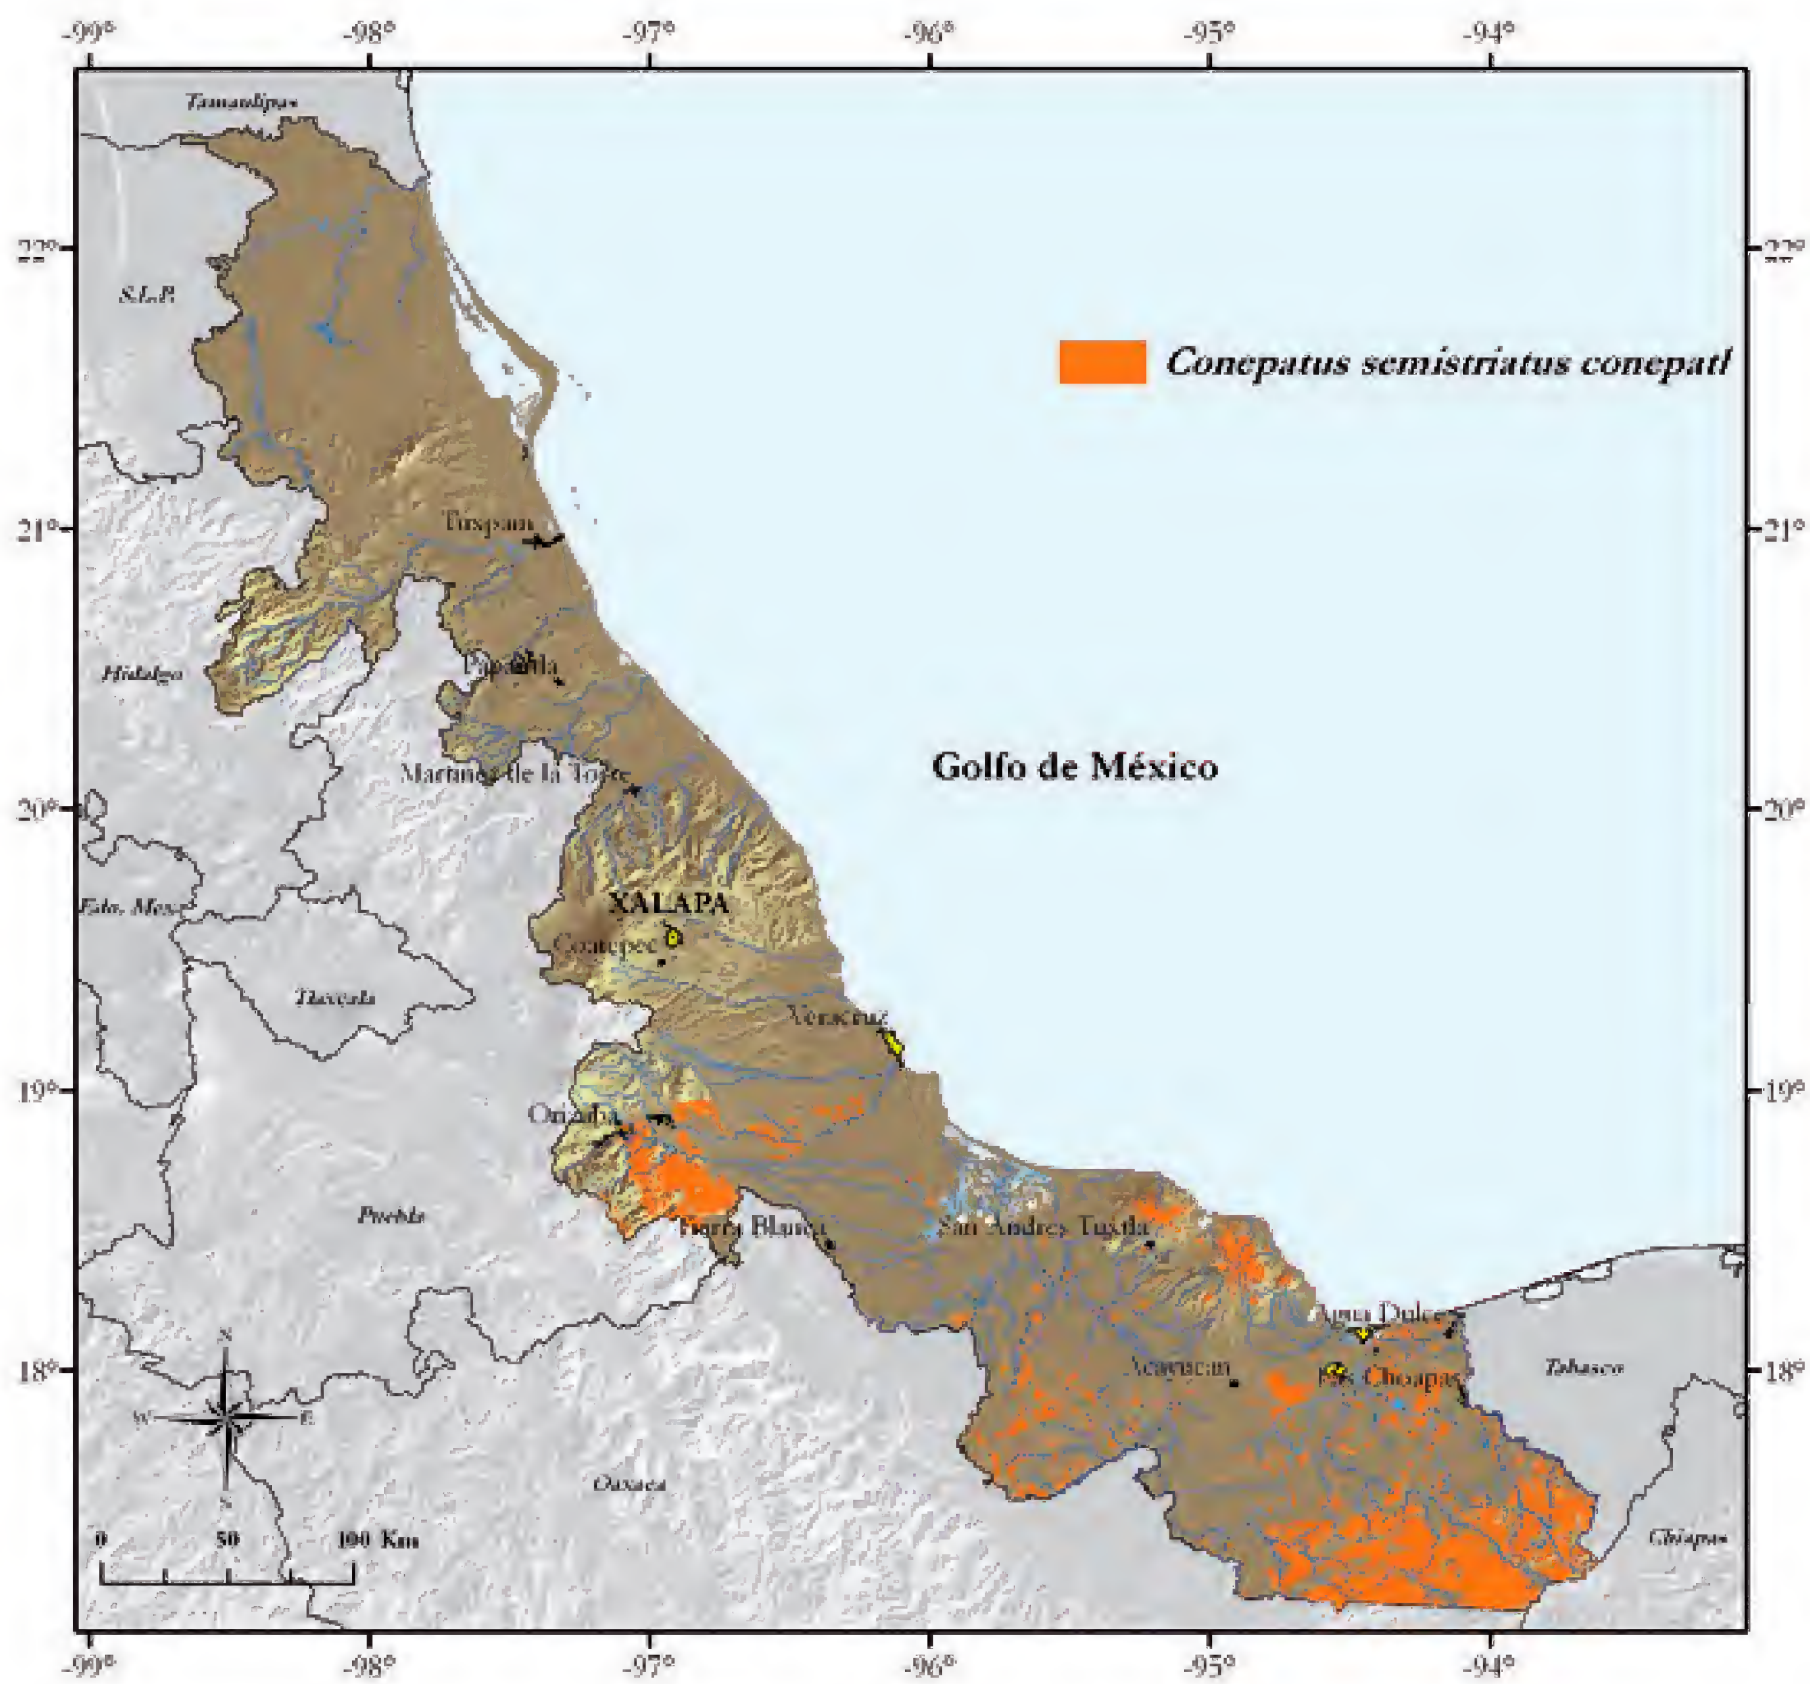 -99° -98° -97° -96° -95° -94°
Tamaulipas
22° 22°
S.L.P.
Conepatus semistriatus conepatl
21° 21°
Tuxpam
Hidalgo
Papantla
Golfo de México
Martínez de la Torre
20° 20°
XALAPA
Edo. Mex.
Coatepec
Tlaxcala
Veracruz
19° 19°
Orizaba
Puebla
Tierra Blanca
San Andres Tuxtla
Agua Dulce
18° 18°
Acayucan
Las Choapas
Tabasco
N
W E
S
Oaxaca
0 50 100 Km
Chiapas
-99° -98° -97° -96° -95° -94°